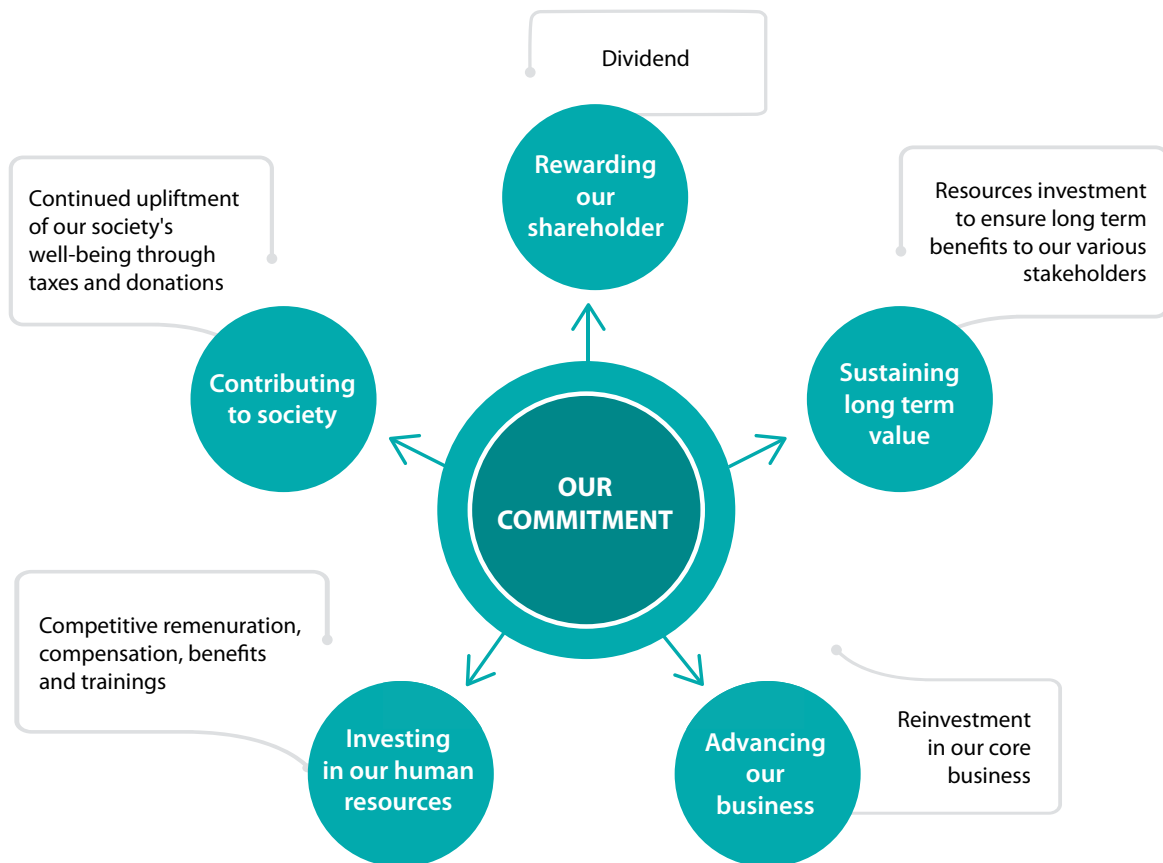 Dividend
Rewarding
our
shareholder
Continued upliftment
of our society's
well-being through
taxes and donations
Contributing
to society
Resources investment
to ensure long term
benefits to our various
stakeholders
Sustaining
long term
value
OUR
COMMITMENT
Competitive remenuration,
compensation, benefits
and trainings
Investing
in our human
resources
Advancing
our
business
Reinvestment
in our core
business